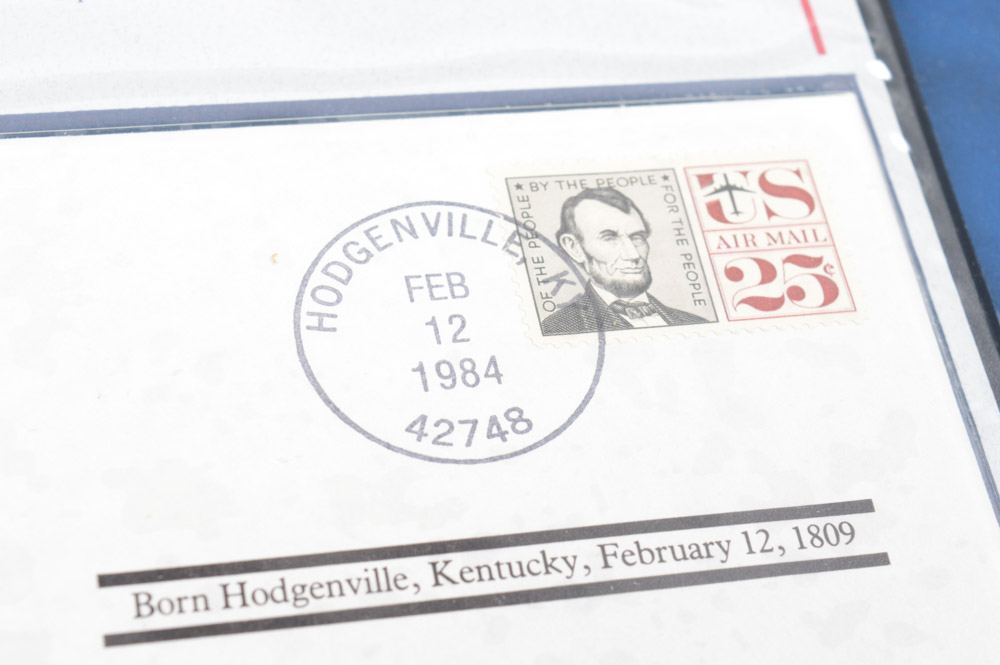 ★ BY THE PEOPLE ★
OF THE PEOPLE
FOR THE PEOPLE
US
AIR MAIL
25¢
HODGENVILLE, K
FEB
12
1984
42748
Born Hodgenville, Kentucky, February 12, 1809